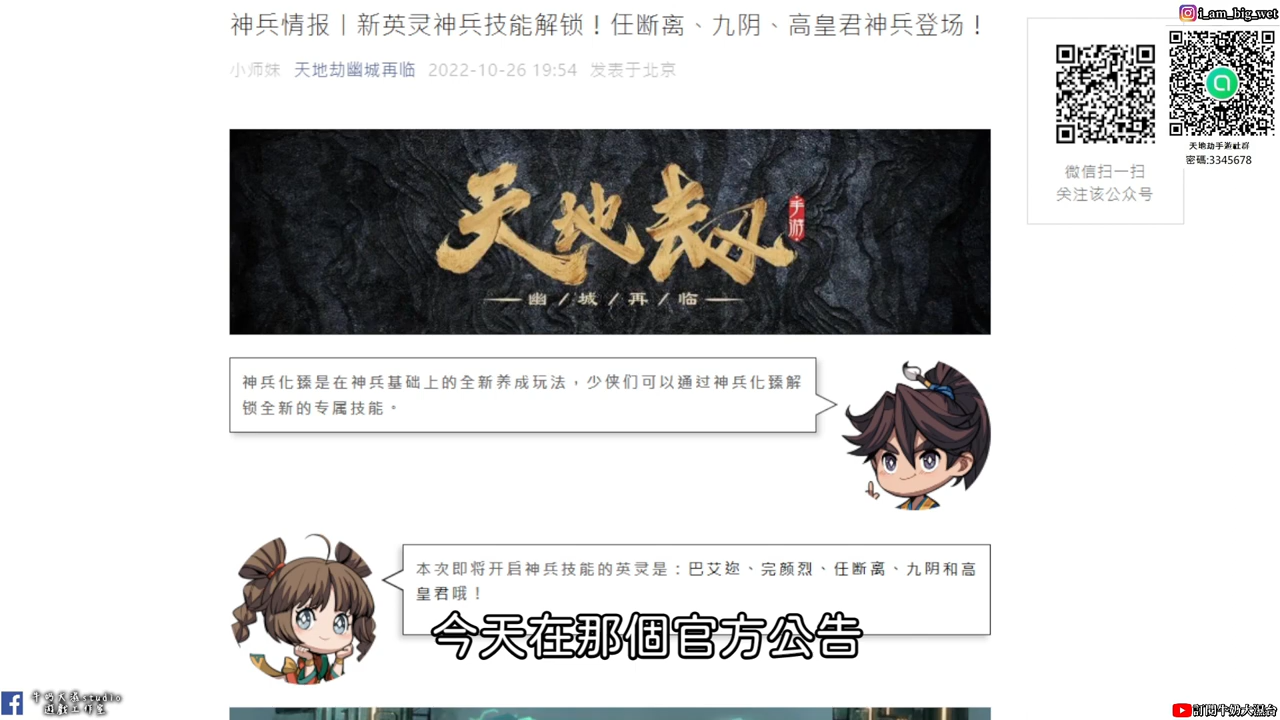 神兵情报丨新英灵神兵技能解锁！任断离、九阴、高皇君神兵登场！
小师妹 天地劫幽城再临 2022-10-26 19:54 发表于北京
i_am_big_wet
天地劫手游社群
密碼:3345678
微信扫一扫
关注该公众号
天地劫
手游
幽/城/再/临
神兵化臻是在神兵基础上的全新养成玩法，少侠们可以通过神兵化臻解
锁全新的专属技能。
本次即将开启神兵技能的英灵是：巴艾迩、完颜烈、任断离、九阴和高
皇君哦！
今天在那個官方公告
牛奶大濕studio
遊戲工作室
訂閱牛奶大濕会